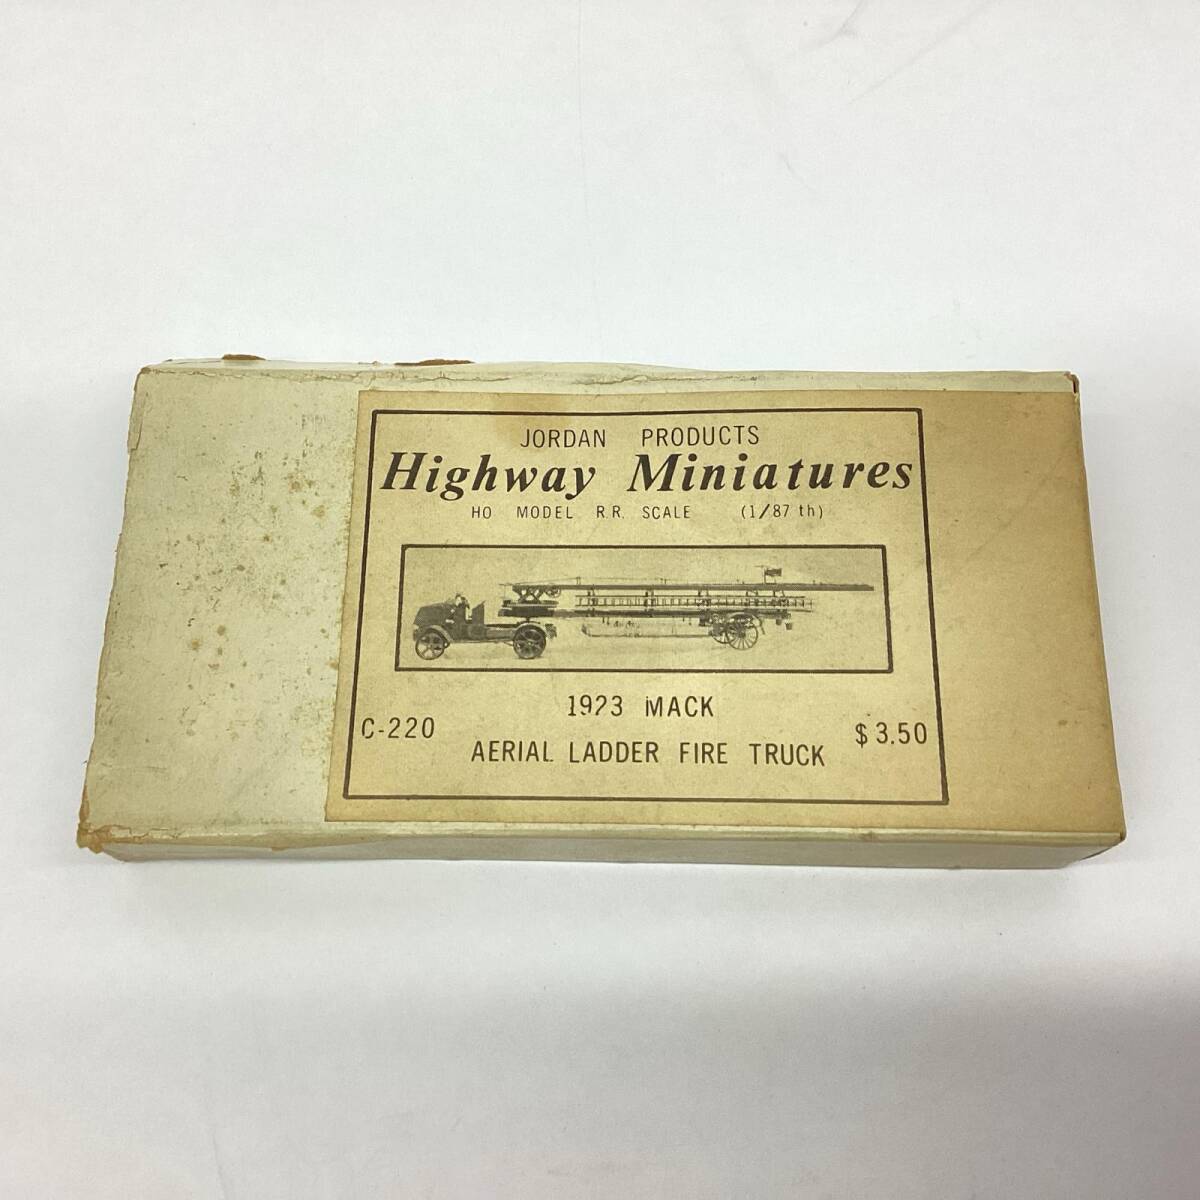 JORDAN PRODUCTS
Highway Miniatures
HO MODEL R.R. SCALE (1/87 th)
1923 MACK
C-220
$3.50
AERIAL LADDER FIRE TRUCK